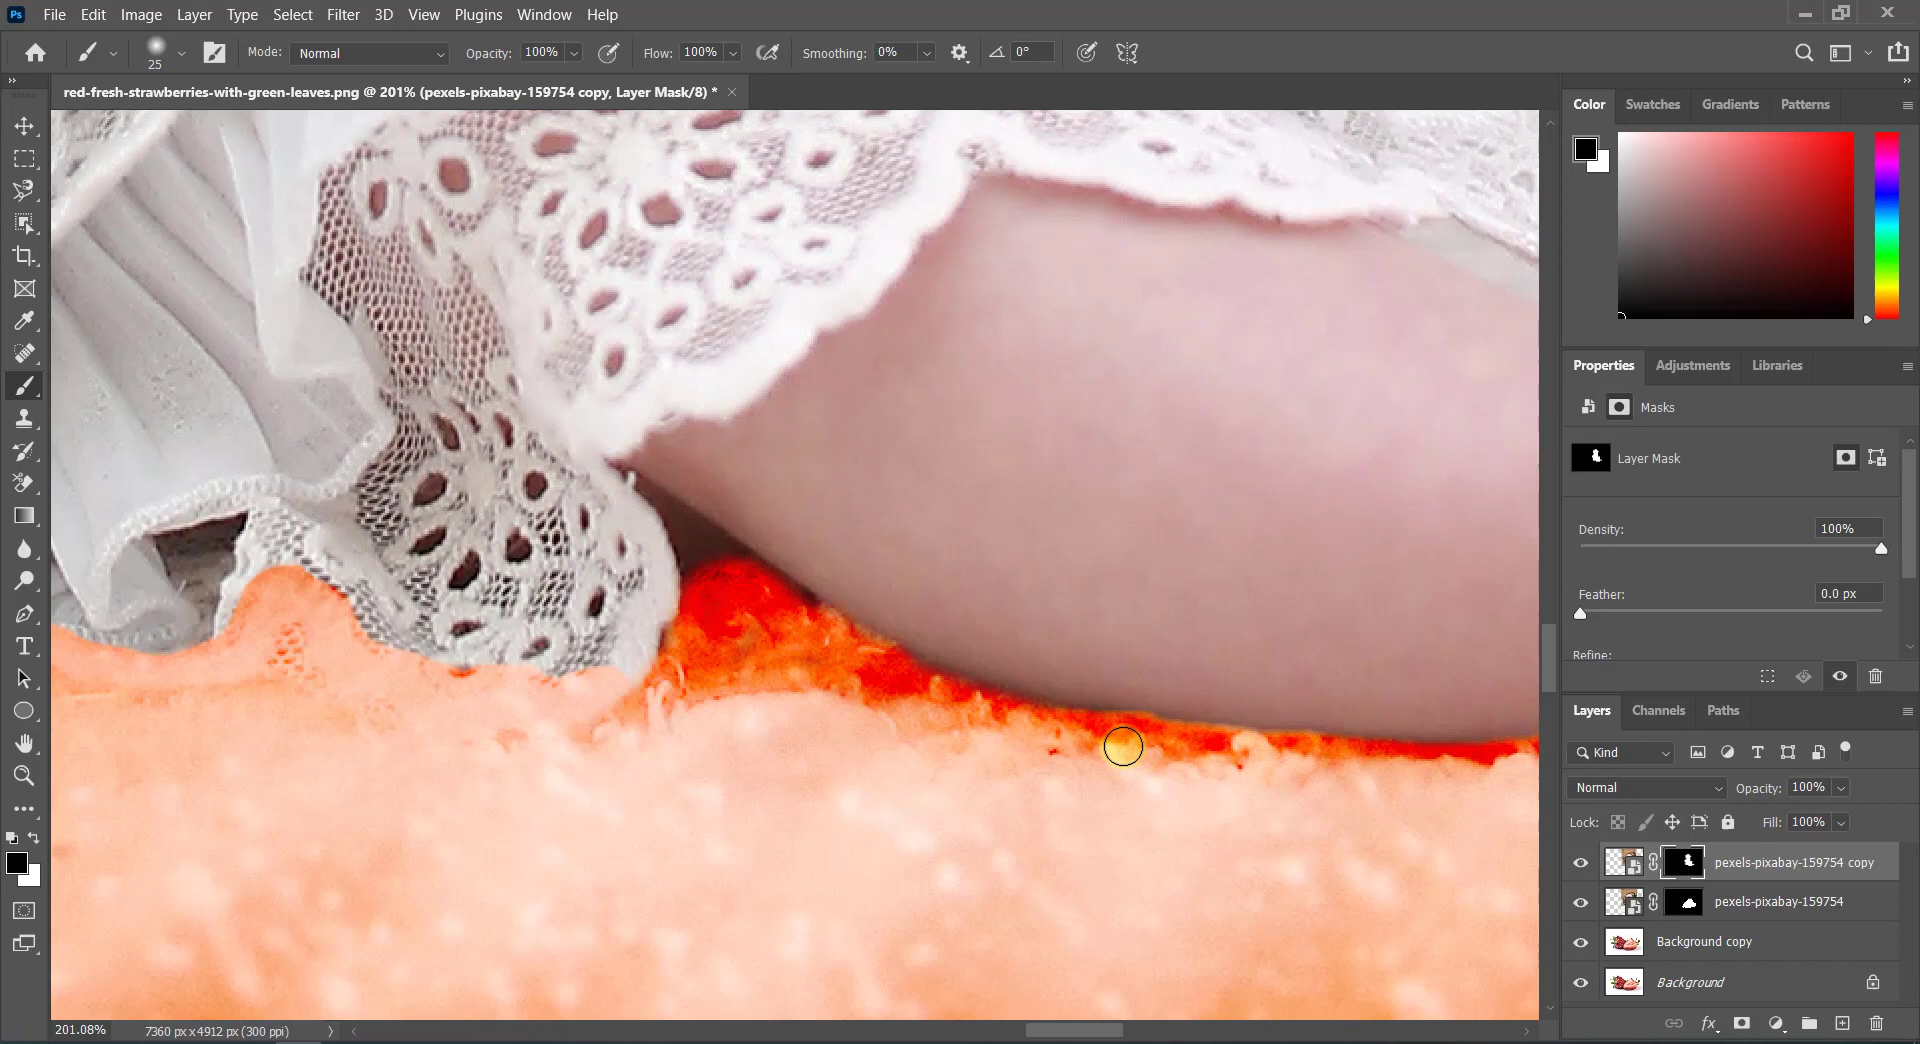 Ps File Edit Image Layer Type Select Filter 3D View Plugins Window Help
25 Mode: Normal Opacity: 100% Flow: 100% Smoothing: 0% 0°
red-fresh-strawberries-with-green-leaves.png @ 201% (pexels-pixabay-159754 copy, Layer Mask/8) *
Color Swatches Gradients Patterns
Properties Adjustments Libraries
Masks
Layer Mask
Density: 100%
Feather: 0.0 px
Refine:
Layers Channels Paths
Kind
Normal Opacity: 100%
Lock: Fill: 100%
pexels-pixabay-159754 copy
pexels-pixabay-159754
Background copy
Background
fx
201.08% 7360 px x 4912 px (300 ppi)